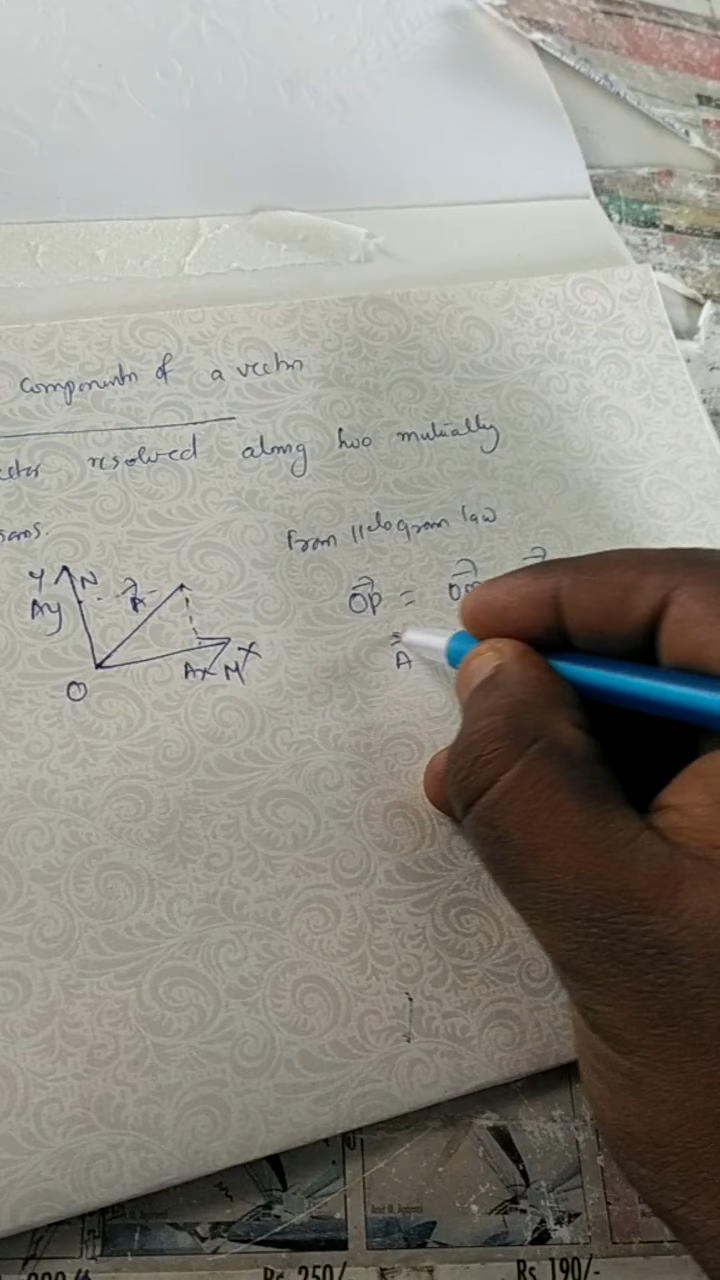 Components of a vector
resolved along two mutually
From ||elogram law
Y N
Ay A
O Ax M X
OP = OM
A
Rs 250/
Rs 190/-